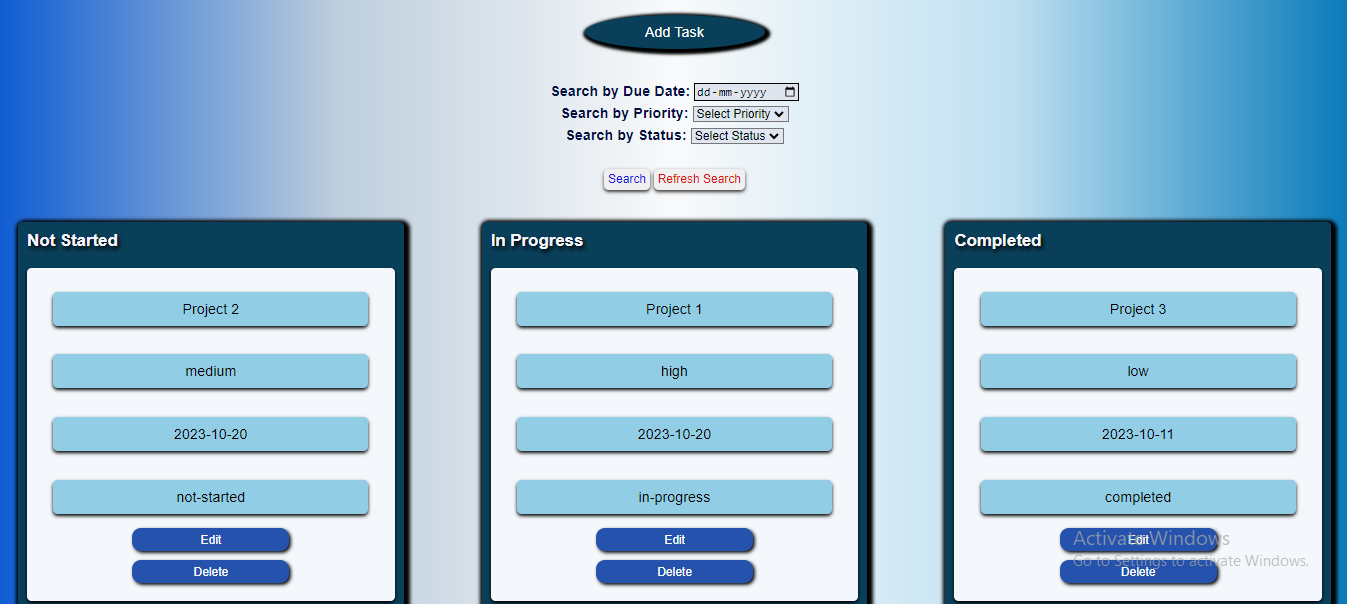 Add Task
Search by Due Date: dd-mm-yyyy
Search by Priority: Select Priority
Search by Status: Select Status
Search Refresh Search
Not Started
Project 2
medium
2023-10-20
not-started
Edit
Delete
In Progress
Project 1
high
2023-10-20
in-progress
Edit
Delete
Completed
Project 3
low
2023-10-11
completed
Edit
Delete
Activate Windows
Go to Settings to activate Windows.